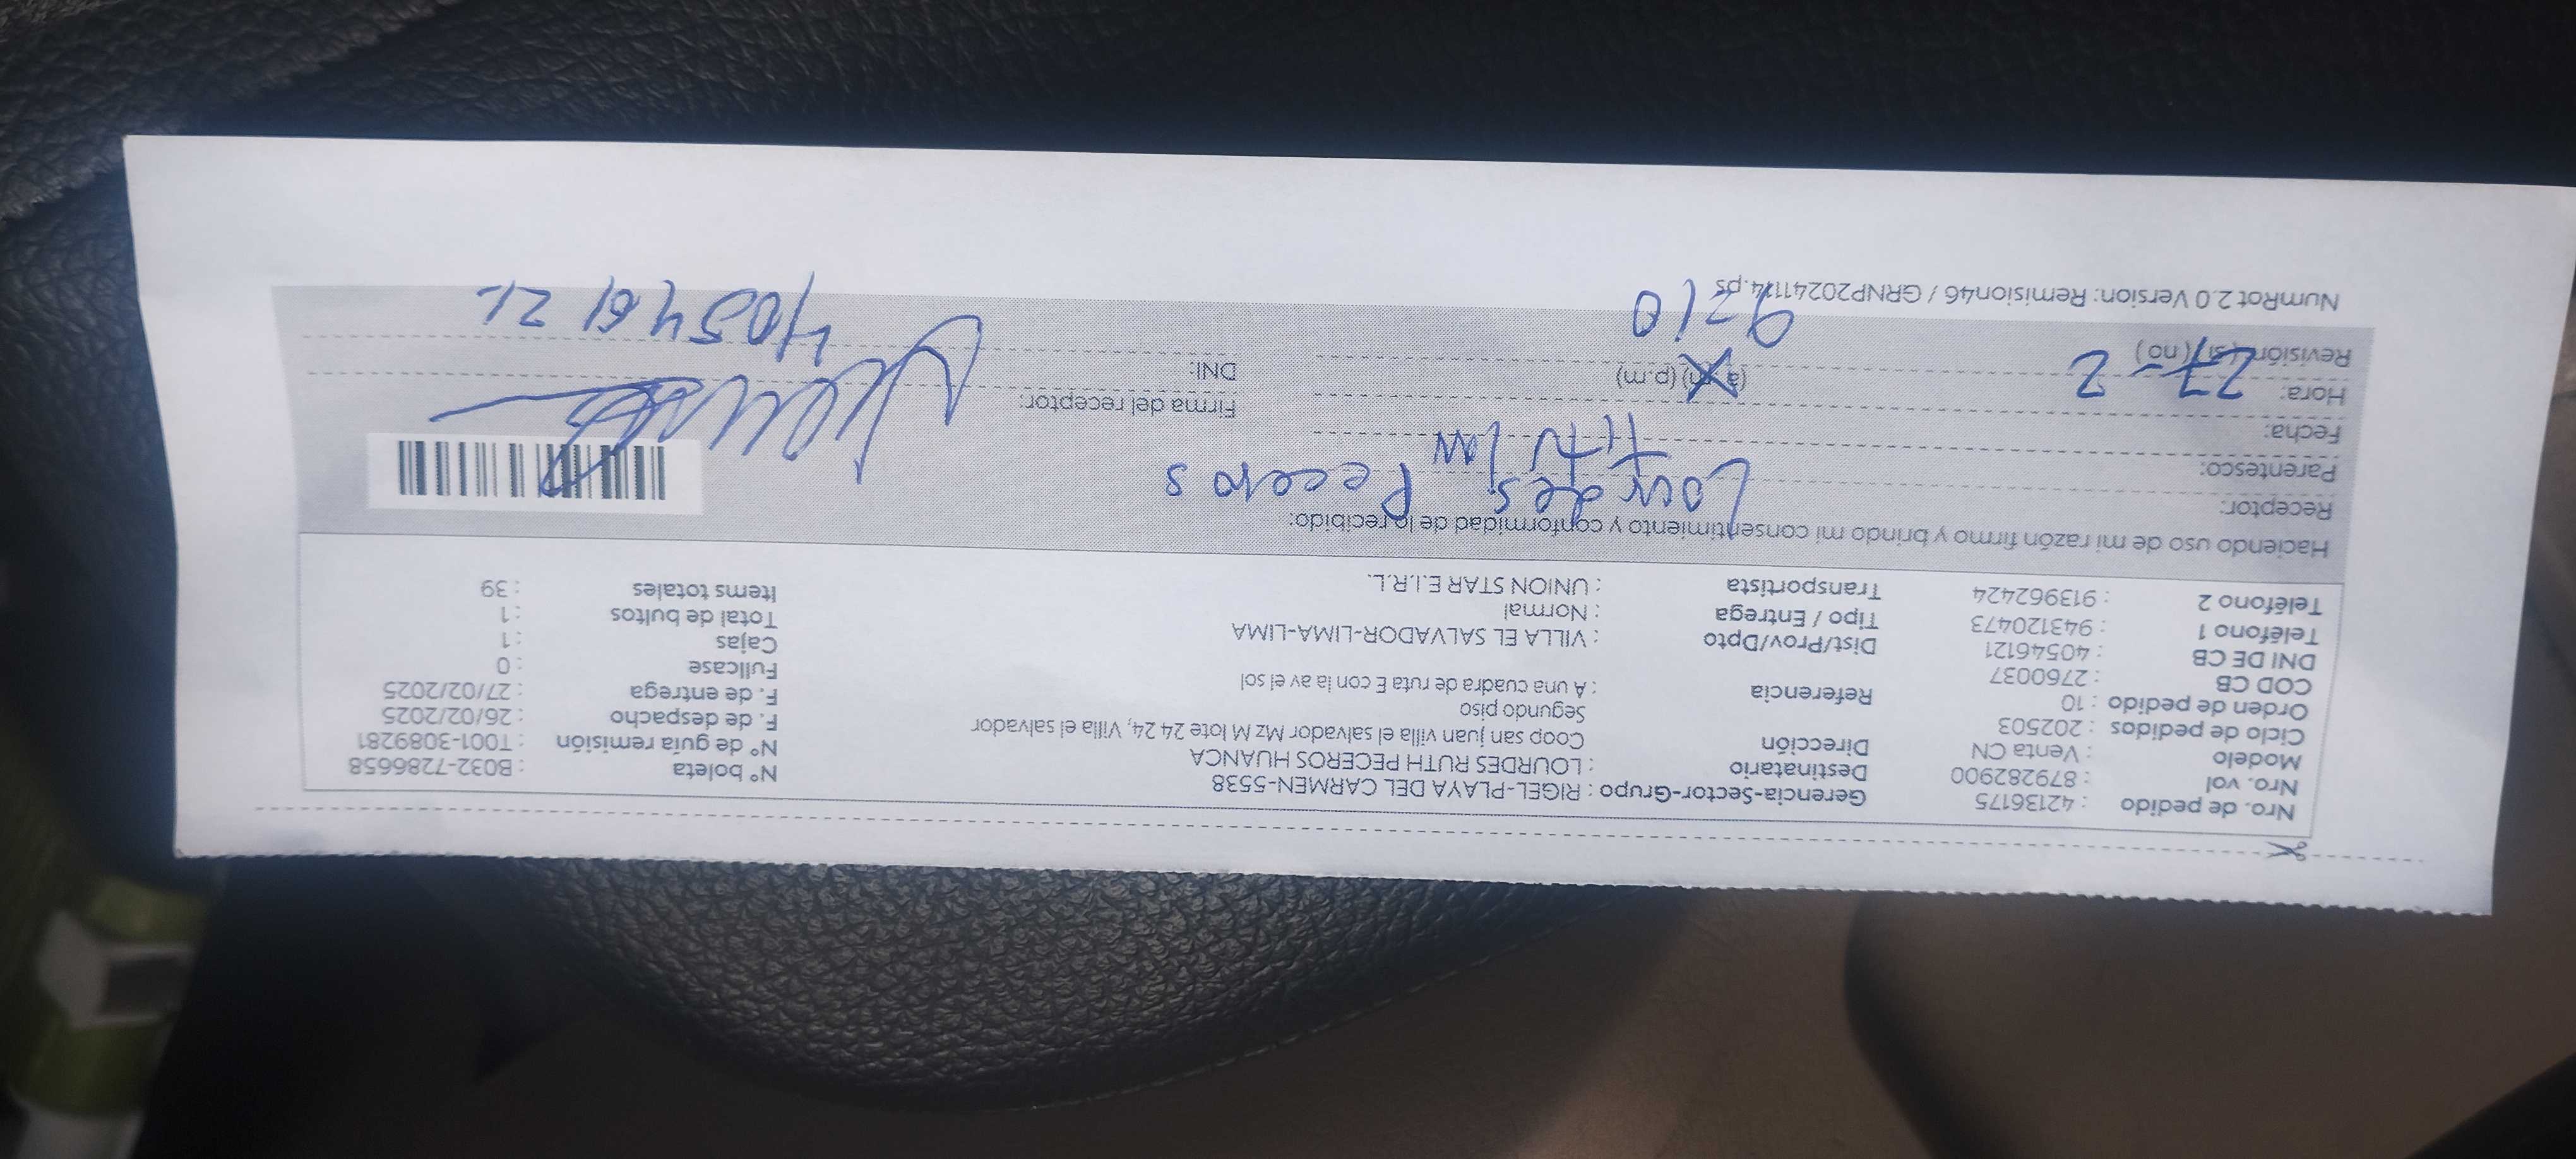 Nro. de pedido : 42136175
Nro. vol : 879282900
Modelo : Venta CN
Ciclo de pedidos : 202503
Orden de pedido : 10
COD CB : 2760037
DNI DE CB : 40546121
Teléfono 1 : 943120473
Teléfono 2 : 913962424
Gerencia-Sector-Grupo : RIGEL-PLAYA DEL CARMEN-5538
Destinatario : LOURDES RUTH PECEROS HUANCA
Dirección Coop san juan villa el salvador Mz M lote 24 24, Villa el salvador
Segundo piso
Referencia : A una cuadra de ruta E con la av el sol
Dist/Prov/Dpto : VILLA EL SALVADOR-LIMA-LIMA
Tipo / Entrega : Normal
Transportista : UNION STAR E.I.R.L.
N° boleta : B032-7286658
N° de guía remisión : T001-3089281
F. de despacho : 26/02/2025
F. de entrega : 27/02/2025
Fullcase : 0
Cajas : 1
Total de bultos : 1
Items totales : 39
Haciendo uso de mi razón firmo y brindo mi consentimiento y conformidad de lo recibido:
Receptor: Lourdes Peceros
Parentesco: Titular
Fecha: 27-2
Hora: (a.m) (p.m) 9:10
Revisión (si) (no)
Firma del receptor:
DNI: 40546121
NumRot 2.0 Version: Remision46 / GRNP20241114.ps